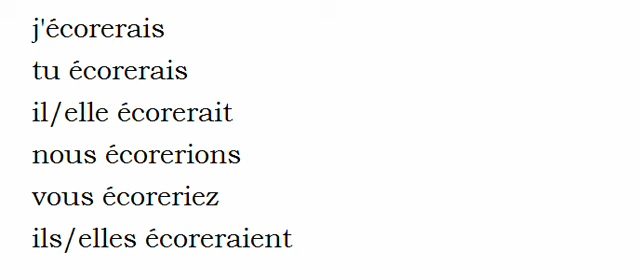 j'écorerais
tu écorerais
il/elle écorerait
nous écorerions
vous écoreriez
ils/elles écoreraient